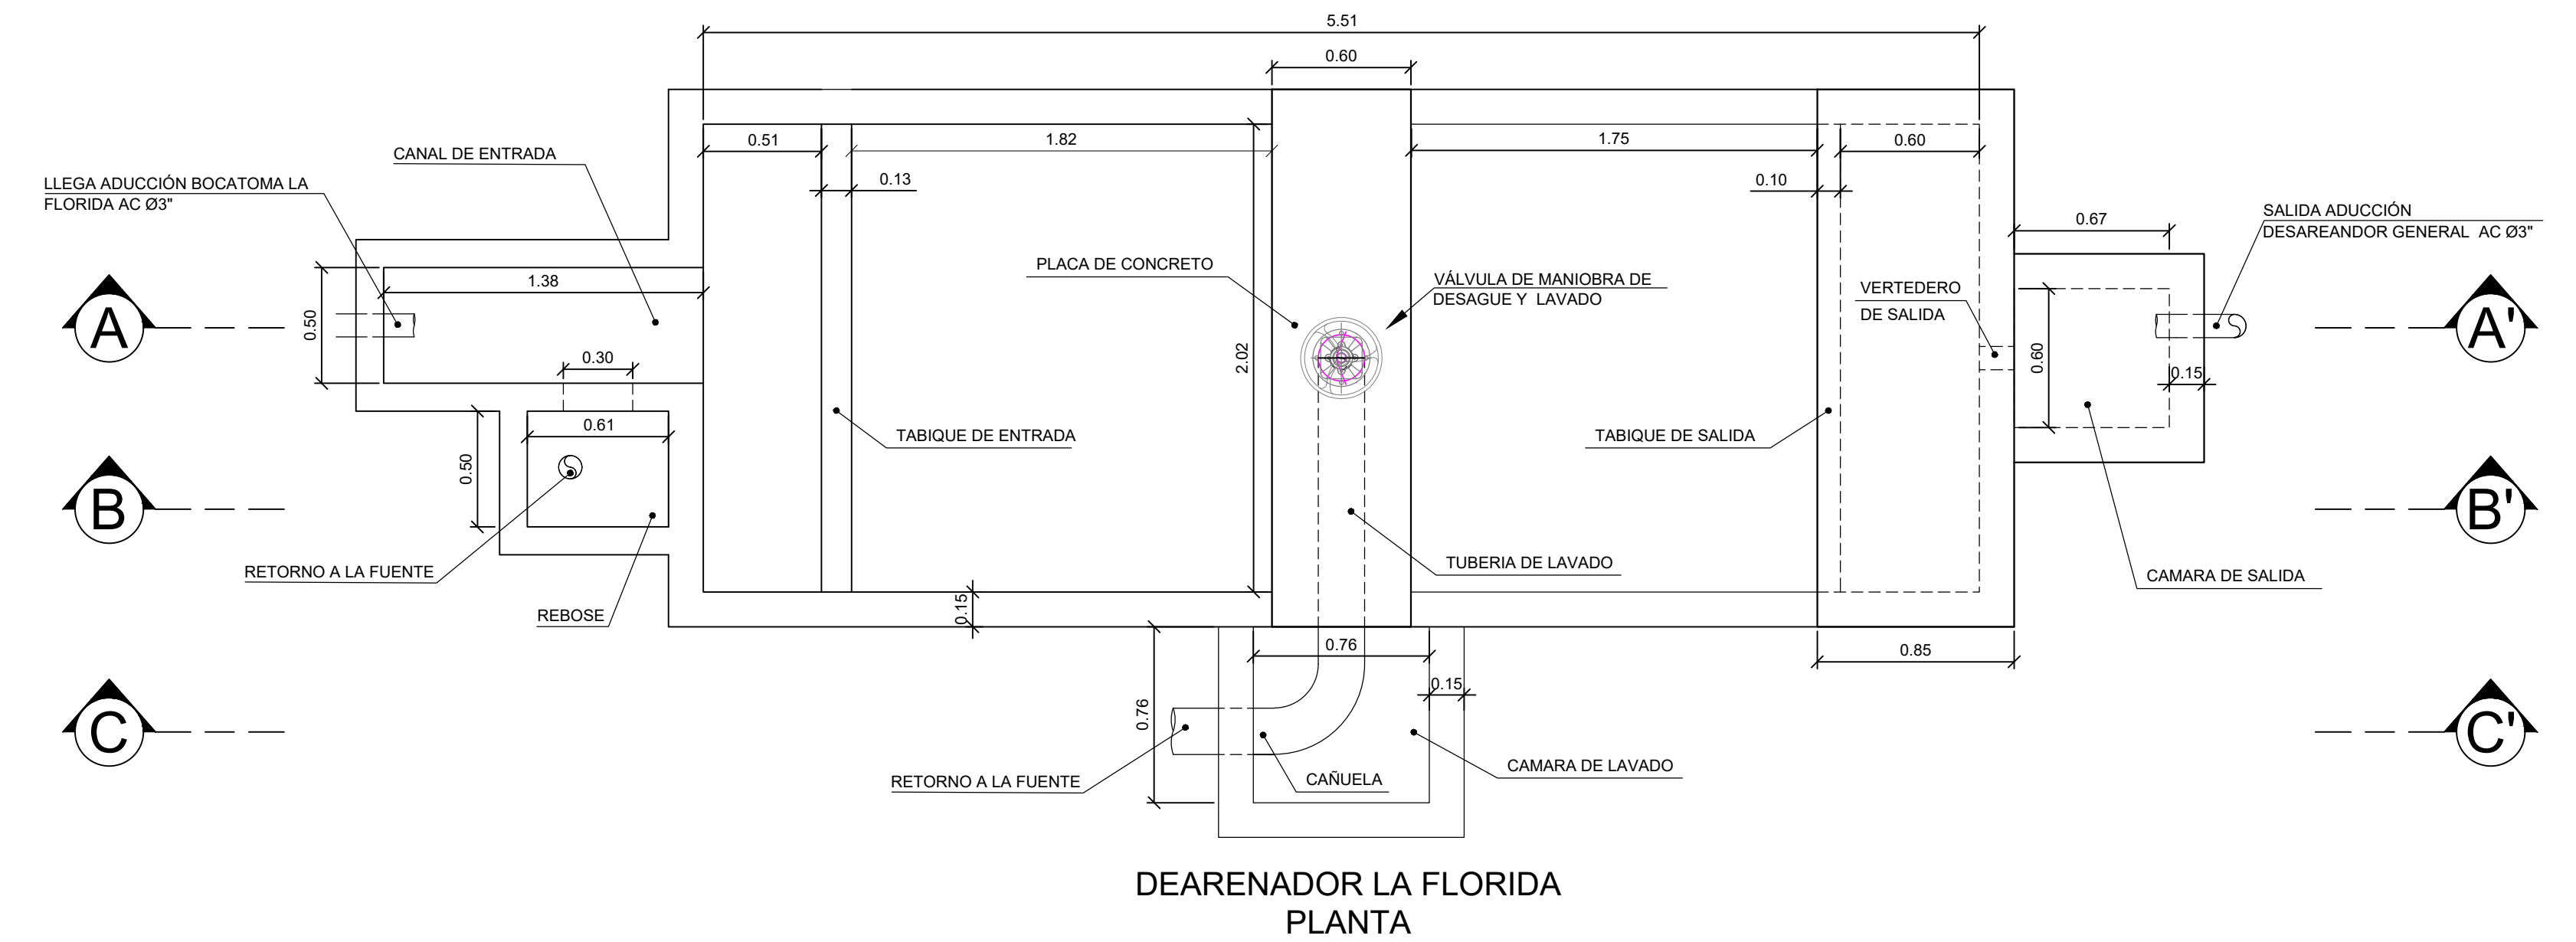 5.51
0.60
0.51
1.82
1.75
0.60
CANAL DE ENTRADA
0.13
0.10
LLEGA ADUCCIÓN BOCATOMA LA
FLORIDA AC Ø3"
SALIDA ADUCCIÓN
DESAREANDOR GENERAL AC Ø3"
0.67
PLACA DE CONCRETO
VÁLVULA DE MANIOBRA DE
DESAGUE Y LAVADO
VERTEDERO
DE SALIDA
1.38
0.50
A
A'
0.30
2.02
0.60
0.15
0.61
TABIQUE DE ENTRADA
TABIQUE DE SALIDA
0.50
B
B'
RETORNO A LA FUENTE
TUBERIA DE LAVADO
CAMARA DE SALIDA
REBOSE
0.15
0.76
0.85
0.15
0.76
C
C'
RETORNO A LA FUENTE
CAÑUELA
CAMARA DE LAVADO
DEARENADOR LA FLORIDA
PLANTA